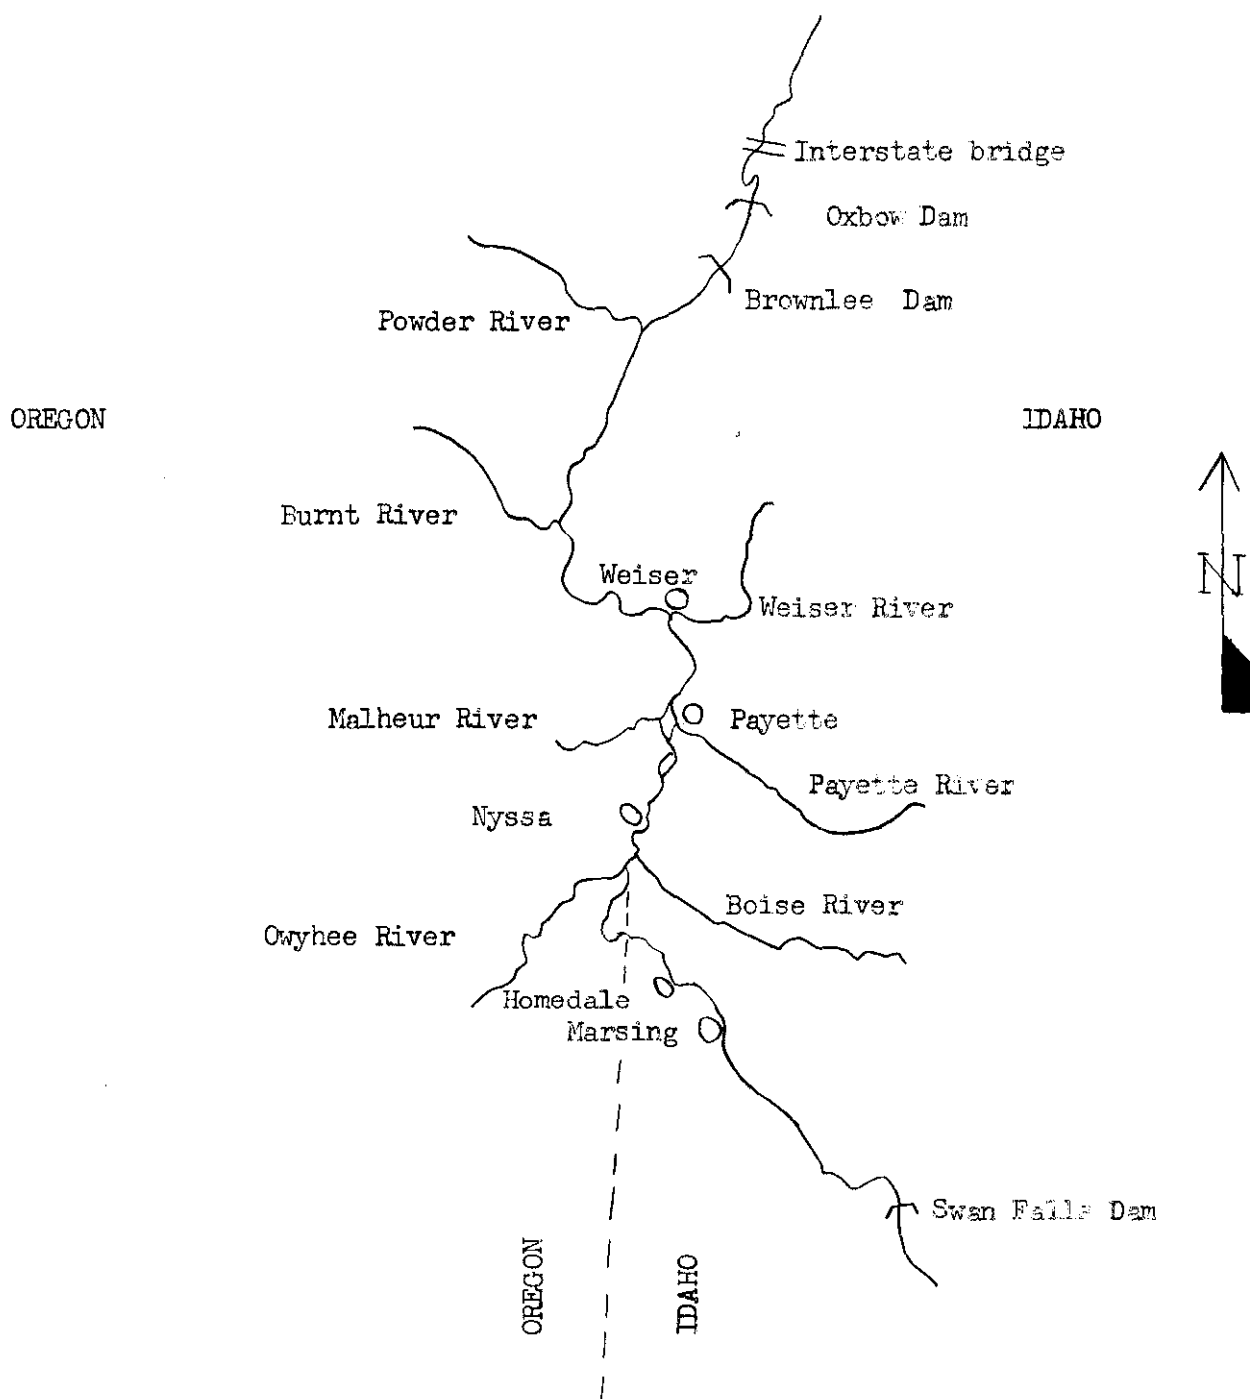 Interstate bridge
Oxbow Dam
Brownlee Dam
Powder River
OREGON
IDAHO
Burnt River
Weiser
Weiser River
N
Malheur River
Payette
Payette River
Nyssa
Boise River
Owyhee River
Homedale
Marsing
Swan Falls Dam
OREGON
IDAHO